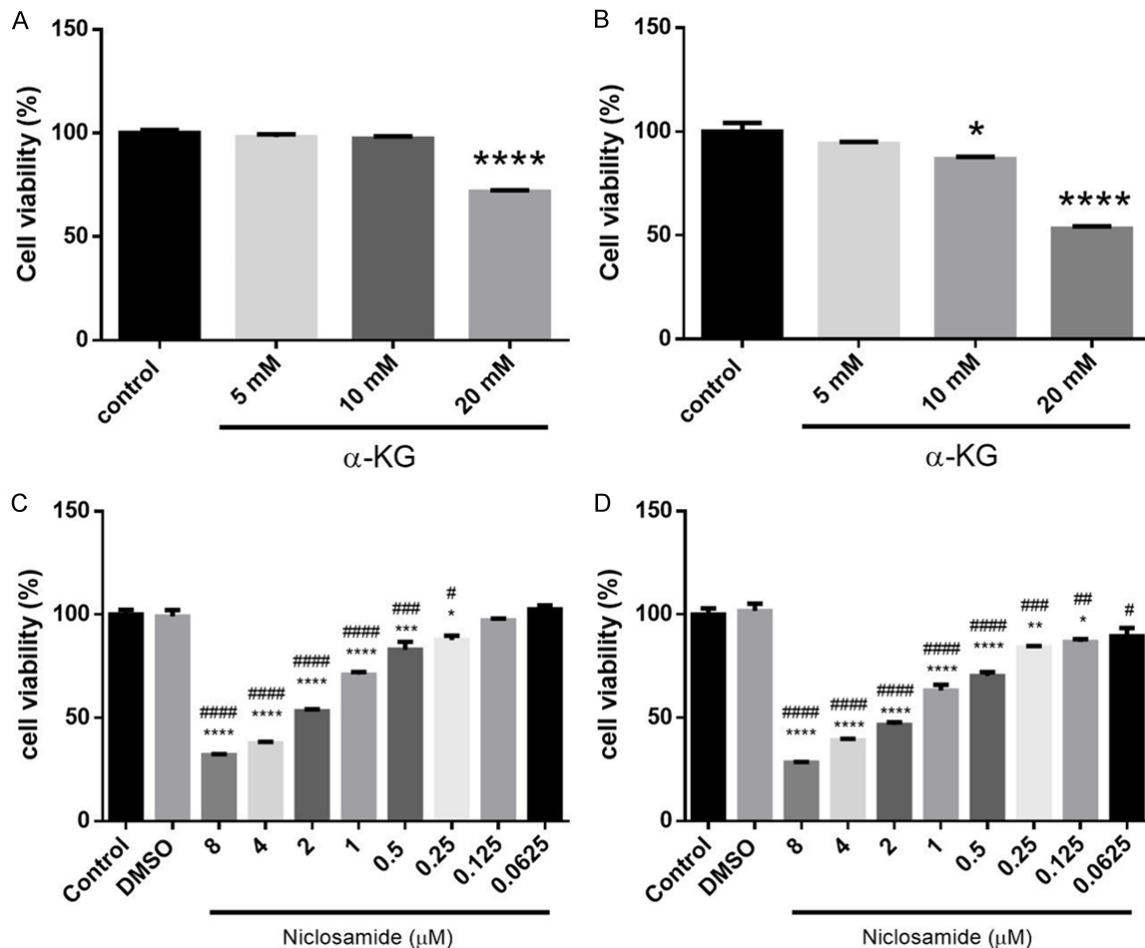 A
Cell viability (%)
150
100
50
0
****
control
5 mM
10 mM
20 mM
α-KG
B
Cell viability (%)
150
100
50
0
*
****
control
5 mM
10 mM
20 mM
α-KG
C
cell viability (%)
150
100
50
0
####
****
####
****
####
****
####
****
###
***
#
*
Control
DMSO
8
4
2
1
0.5
0.25
0.125
0.0625
Niclosamide (μM)
D
cell viability (%)
150
100
50
0
####
****
####
****
####
****
####
****
####
****
###
**
##
*
#
Control
DMSO
8
4
2
1
0.5
0.25
0.125
0.0625
Niclosamide (μM)